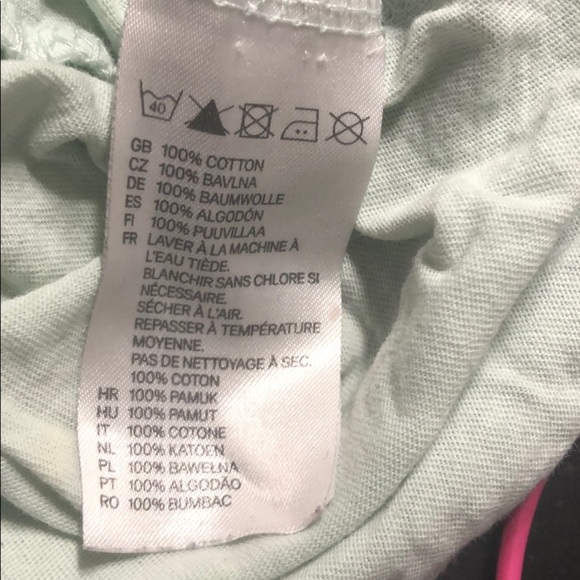 40
GB 100% COTTON
CZ 100% BAVLNA
DE 100% BAUMWOLLE
ES 100% ALGODÓN
FI 100% PUUVILLAA
FR LAVER À LA MACHINE À
L'EAU TIÈDE.
BLANCHIR SANS CHLORE SI
NÉCESSAIRE.
SÉCHER À L'AIR.
REPASSER À TEMPÉRATURE
MOYENNE.
PAS DE NETTOYAGE À SEC.
100% COTON
HR 100% PAMUK
HU 100% PAMUT
IT 100% COTONE
NL 100% KATOEN
PL 100% BAWEŁNA
PT 100% ALGODÃO
RO 100% BUMBAC